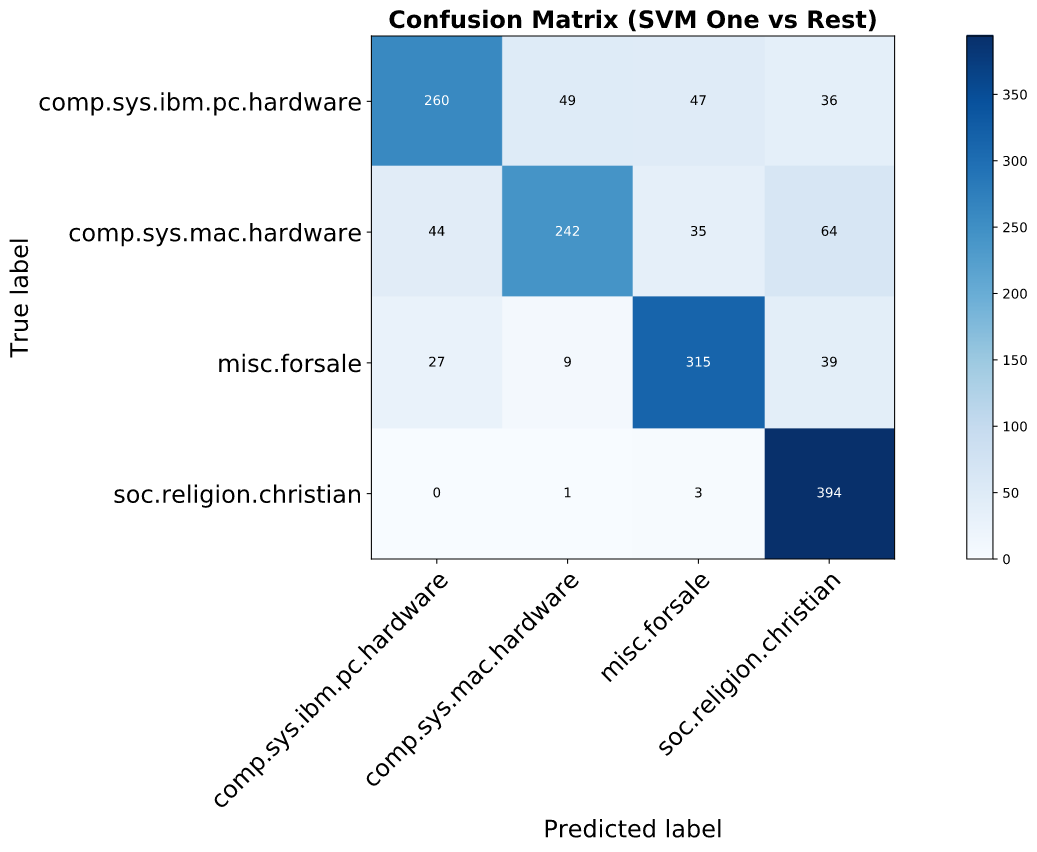 Confusion Matrix (SVM One vs Rest)
True label
comp.sys.ibm.pc.hardware
260 49 47 36
comp.sys.mac.hardware
44 242 35 64
misc.forsale
27 9 315 39
soc.religion.christian
0 1 3 394
comp.sys.ibm.pc.hardware
comp.sys.mac.hardware
misc.forsale
soc.religion.christian
Predicted label
350
300
250
200
150
100
50
0